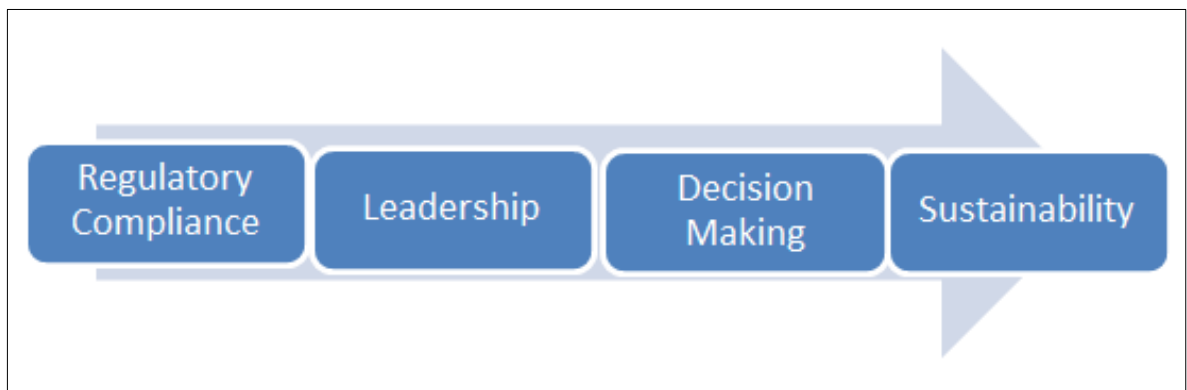 Regulatory
Compliance
Leadership
Decision
Making
Sustainability